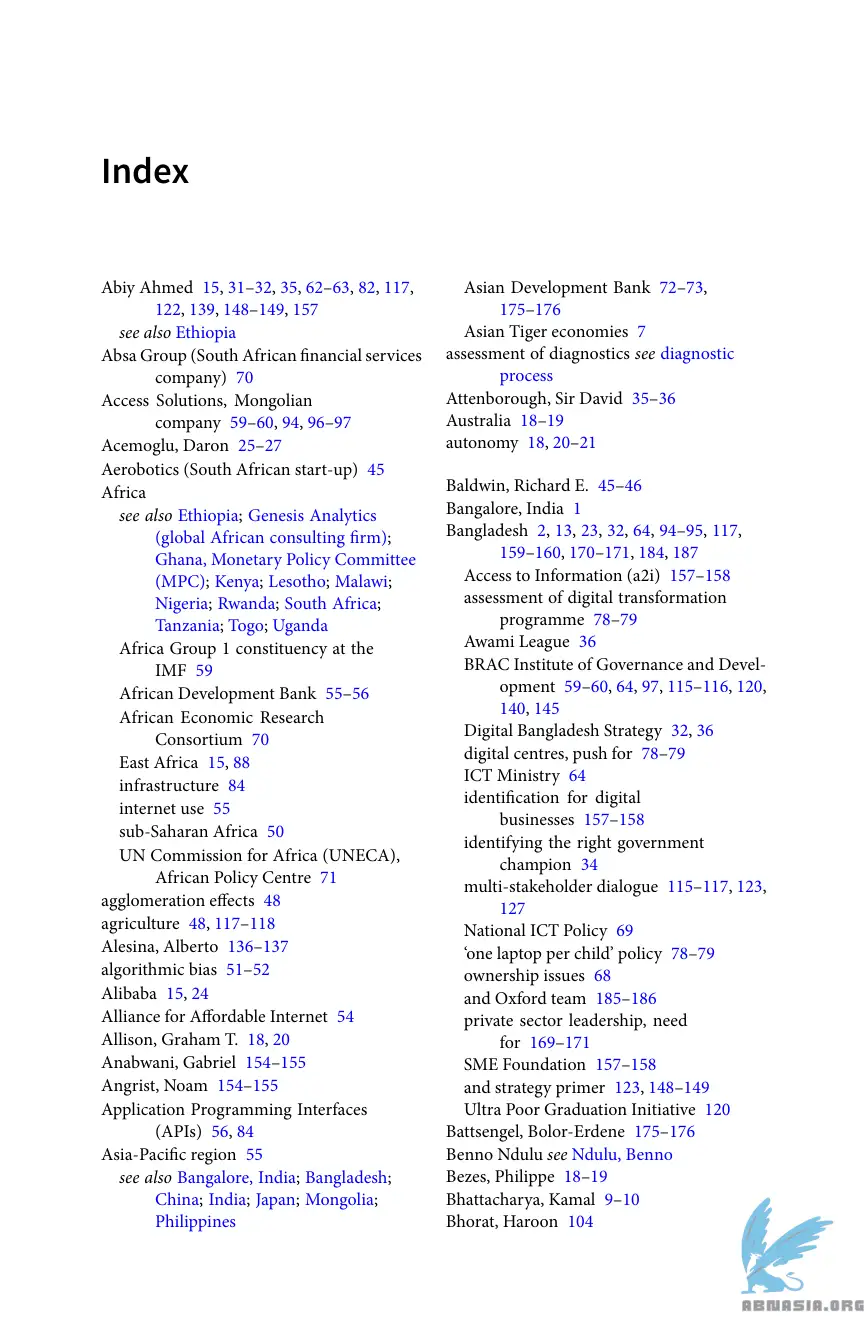 Index
Abiy Ahmed 15, 31–32, 35, 62–63, 82, 117,
122, 139, 148–149, 157
see also Ethiopia
Absa Group (South African financial services
company) 70
Access Solutions, Mongolian
company 59–60, 94, 96–97
Acemoglu, Daron 25–27
Aerobotics (South African start-up) 45
Africa
see also Ethiopia; Genesis Analytics
(global African consulting firm);
Ghana, Monetary Policy Committee
(MPC); Kenya; Lesotho; Malawi;
Nigeria; Rwanda; South Africa;
Tanzania; Togo; Uganda
Africa Group 1 constituency at the
IMF 59
African Development Bank 55–56
African Economic Research
Consortium 70
East Africa 15, 88
infrastructure 84
internet use 55
sub-Saharan Africa 50
UN Commission for Africa (UNECA),
African Policy Centre 71
agglomeration effects 48
agriculture 48, 117–118
Alesina, Alberto 136–137
algorithmic bias 51–52
Alibaba 15, 24
Alliance for Affordable Internet 54
Allison, Graham T. 18, 20
Anabwani, Gabriel 154–155
Angrist, Noam 154–155
Application Programming Interfaces
(APIs) 56, 84
Asia-Pacific region 55
see also Bangalore, India; Bangladesh;
China; India; Japan; Mongolia;
Philippines
Asian Development Bank 72–73,
175–176
Asian Tiger economies 7
assessment of diagnostics see diagnostic
process
Attenborough, Sir David 35–36
Australia 18–19
autonomy 18, 20–21
Baldwin, Richard E. 45–46
Bangalore, India 1
Bangladesh 2, 13, 23, 32, 64, 94–95, 117,
159–160, 170–171, 184, 187
Access to Information (a2i) 157–158
assessment of digital transformation
programme 78–79
Awami League 36
BRAC Institute of Governance and Devel-
opment 59–60, 64, 97, 115–116, 120,
140, 145
Digital Bangladesh Strategy 32, 36
digital centres, push for 78–79
ICT Ministry 64
identification for digital
businesses 157–158
identifying the right government
champion 34
multi-stakeholder dialogue 115–117, 123,
127
National ICT Policy 69
‘one laptop per child’ policy 78–79
ownership issues 68
and Oxford team 185–186
private sector leadership, need
for 169–171
SME Foundation 157–158
and strategy primer 123, 148–149
Ultra Poor Graduation Initiative 120
Battsengel, Bolor-Erdene 175–176
Benno Ndulu see Ndulu, Benno
Bezes, Philippe 18–19
Bhattacharya, Kamal 9–10
Bhorat, Haroon 104
ABNASIA.ORG